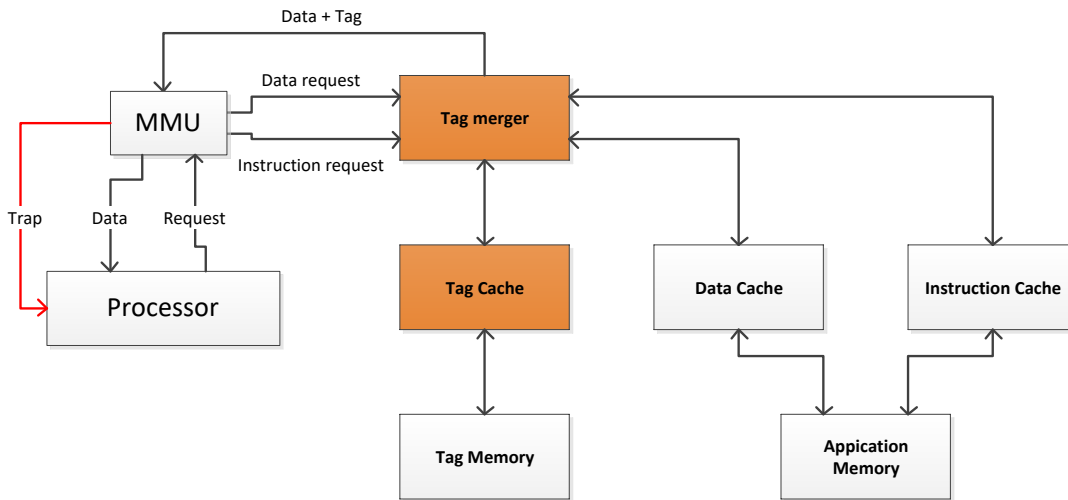 Data + Tag
Data request
MMU
Tag merger
Instruction request
Trap
Data
Request
Processor
Tag Cache
Data Cache
Instruction Cache
Tag Memory
Appication
Memory